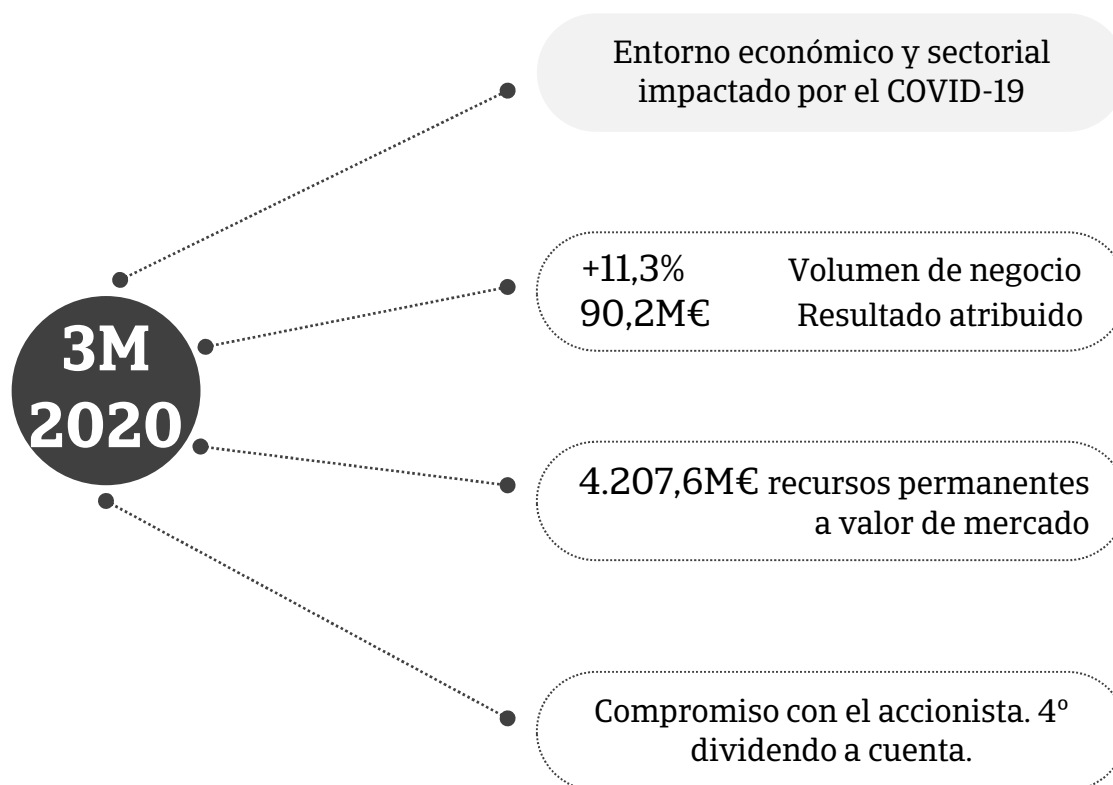 Entorno económico y sectorial
impactado por el COVID-19
+11,3% Volumen de negocio
90,2M€ Resultado atribuido
3M
2020
4.207,6M€ recursos permanentes
a valor de mercado
Compromiso con el accionista. 4º
dividendo a cuenta.